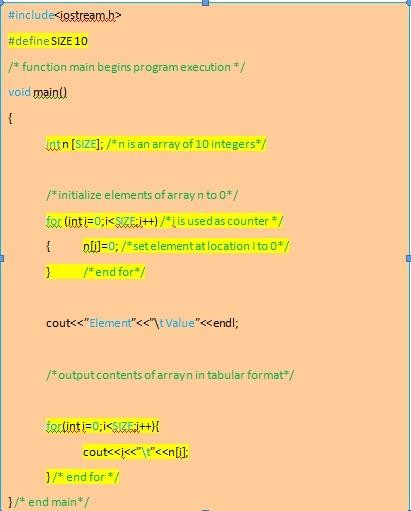 #include<iostream.h>
#define SIZE 10
/* function main begins program execution */
void main()
{
int n [SIZE]; /*n is an array of 10 integers*/
/*initialize elements of array n to 0*/
for (int i=0;i<SIZE;i++) /*i is used as counter */
{ n[i]=0; /*set element at location I to 0*/
} /*end for*/
cout<<"Element"<<"\t Value"<<endl;
/*output contents of array n in tabular format*/
for(int i=0;i<SIZE;i++){
cout<<i<<"\t"<<n[i];
}/* end for */
}/* end main*/